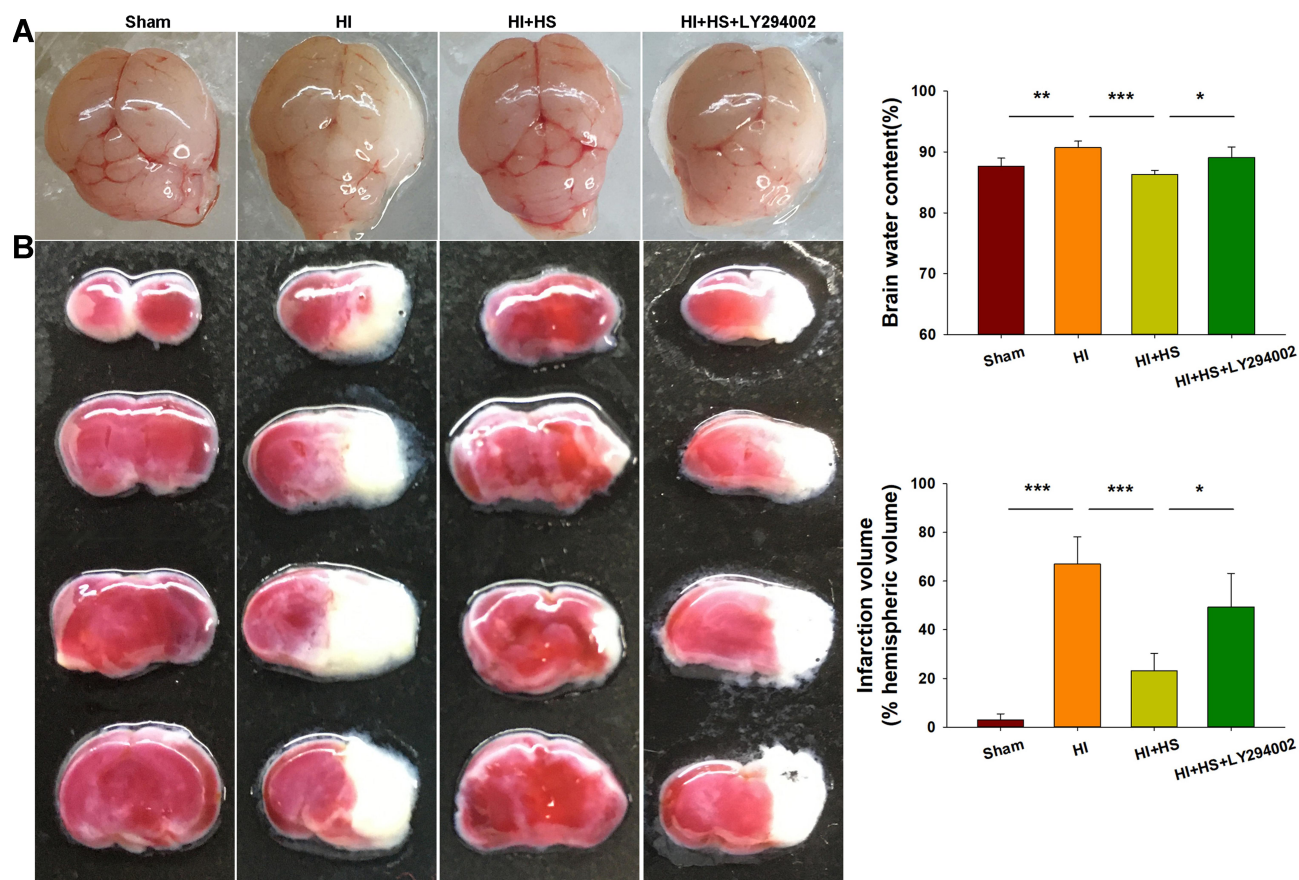 A
Sham
HI
HI+HS
HI+HS+LY294002
B
Brain water content(%)
100
90
80
70
60
**
***
*
Sham
HI
HI+HS
HI+HS+LY294002
Infarction volume
(% hemispheric volume)
100
80
60
40
20
0
***
***
*
Sham
HI
HI+HS
HI+HS+LY294002